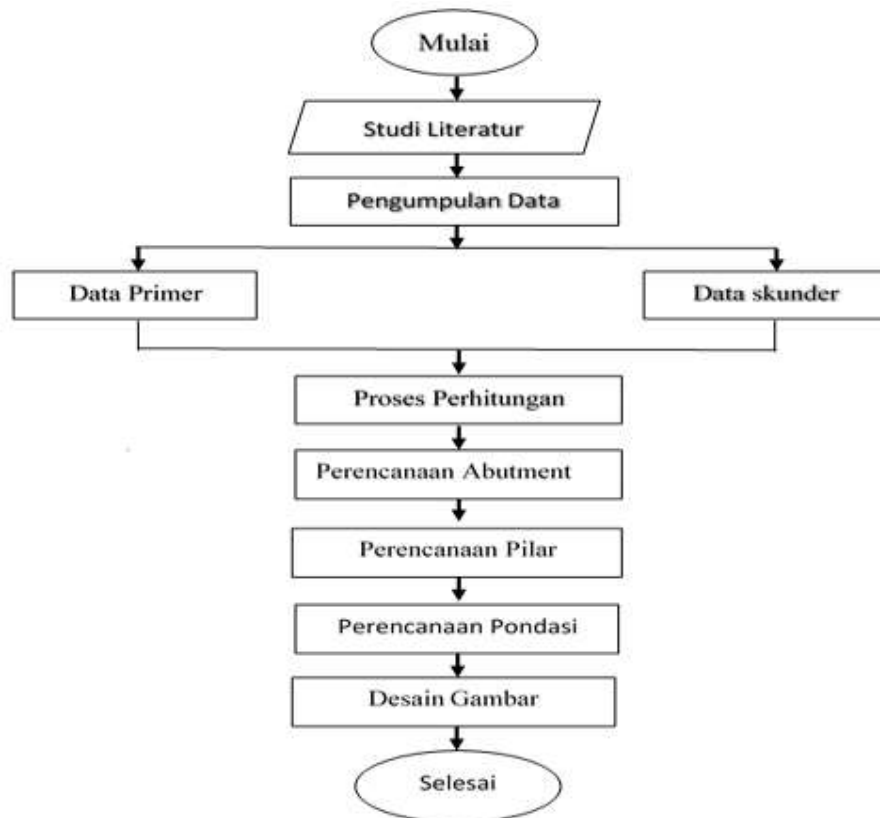 Mulai
Studi Literatur
Pengumpulan Data
Data Primer
Data skunder
Proses Perhitungan
Perencanaan Abutment
Perencanaan Pilar
Perencanaan Pondasi
Desain Gambar
Selesai